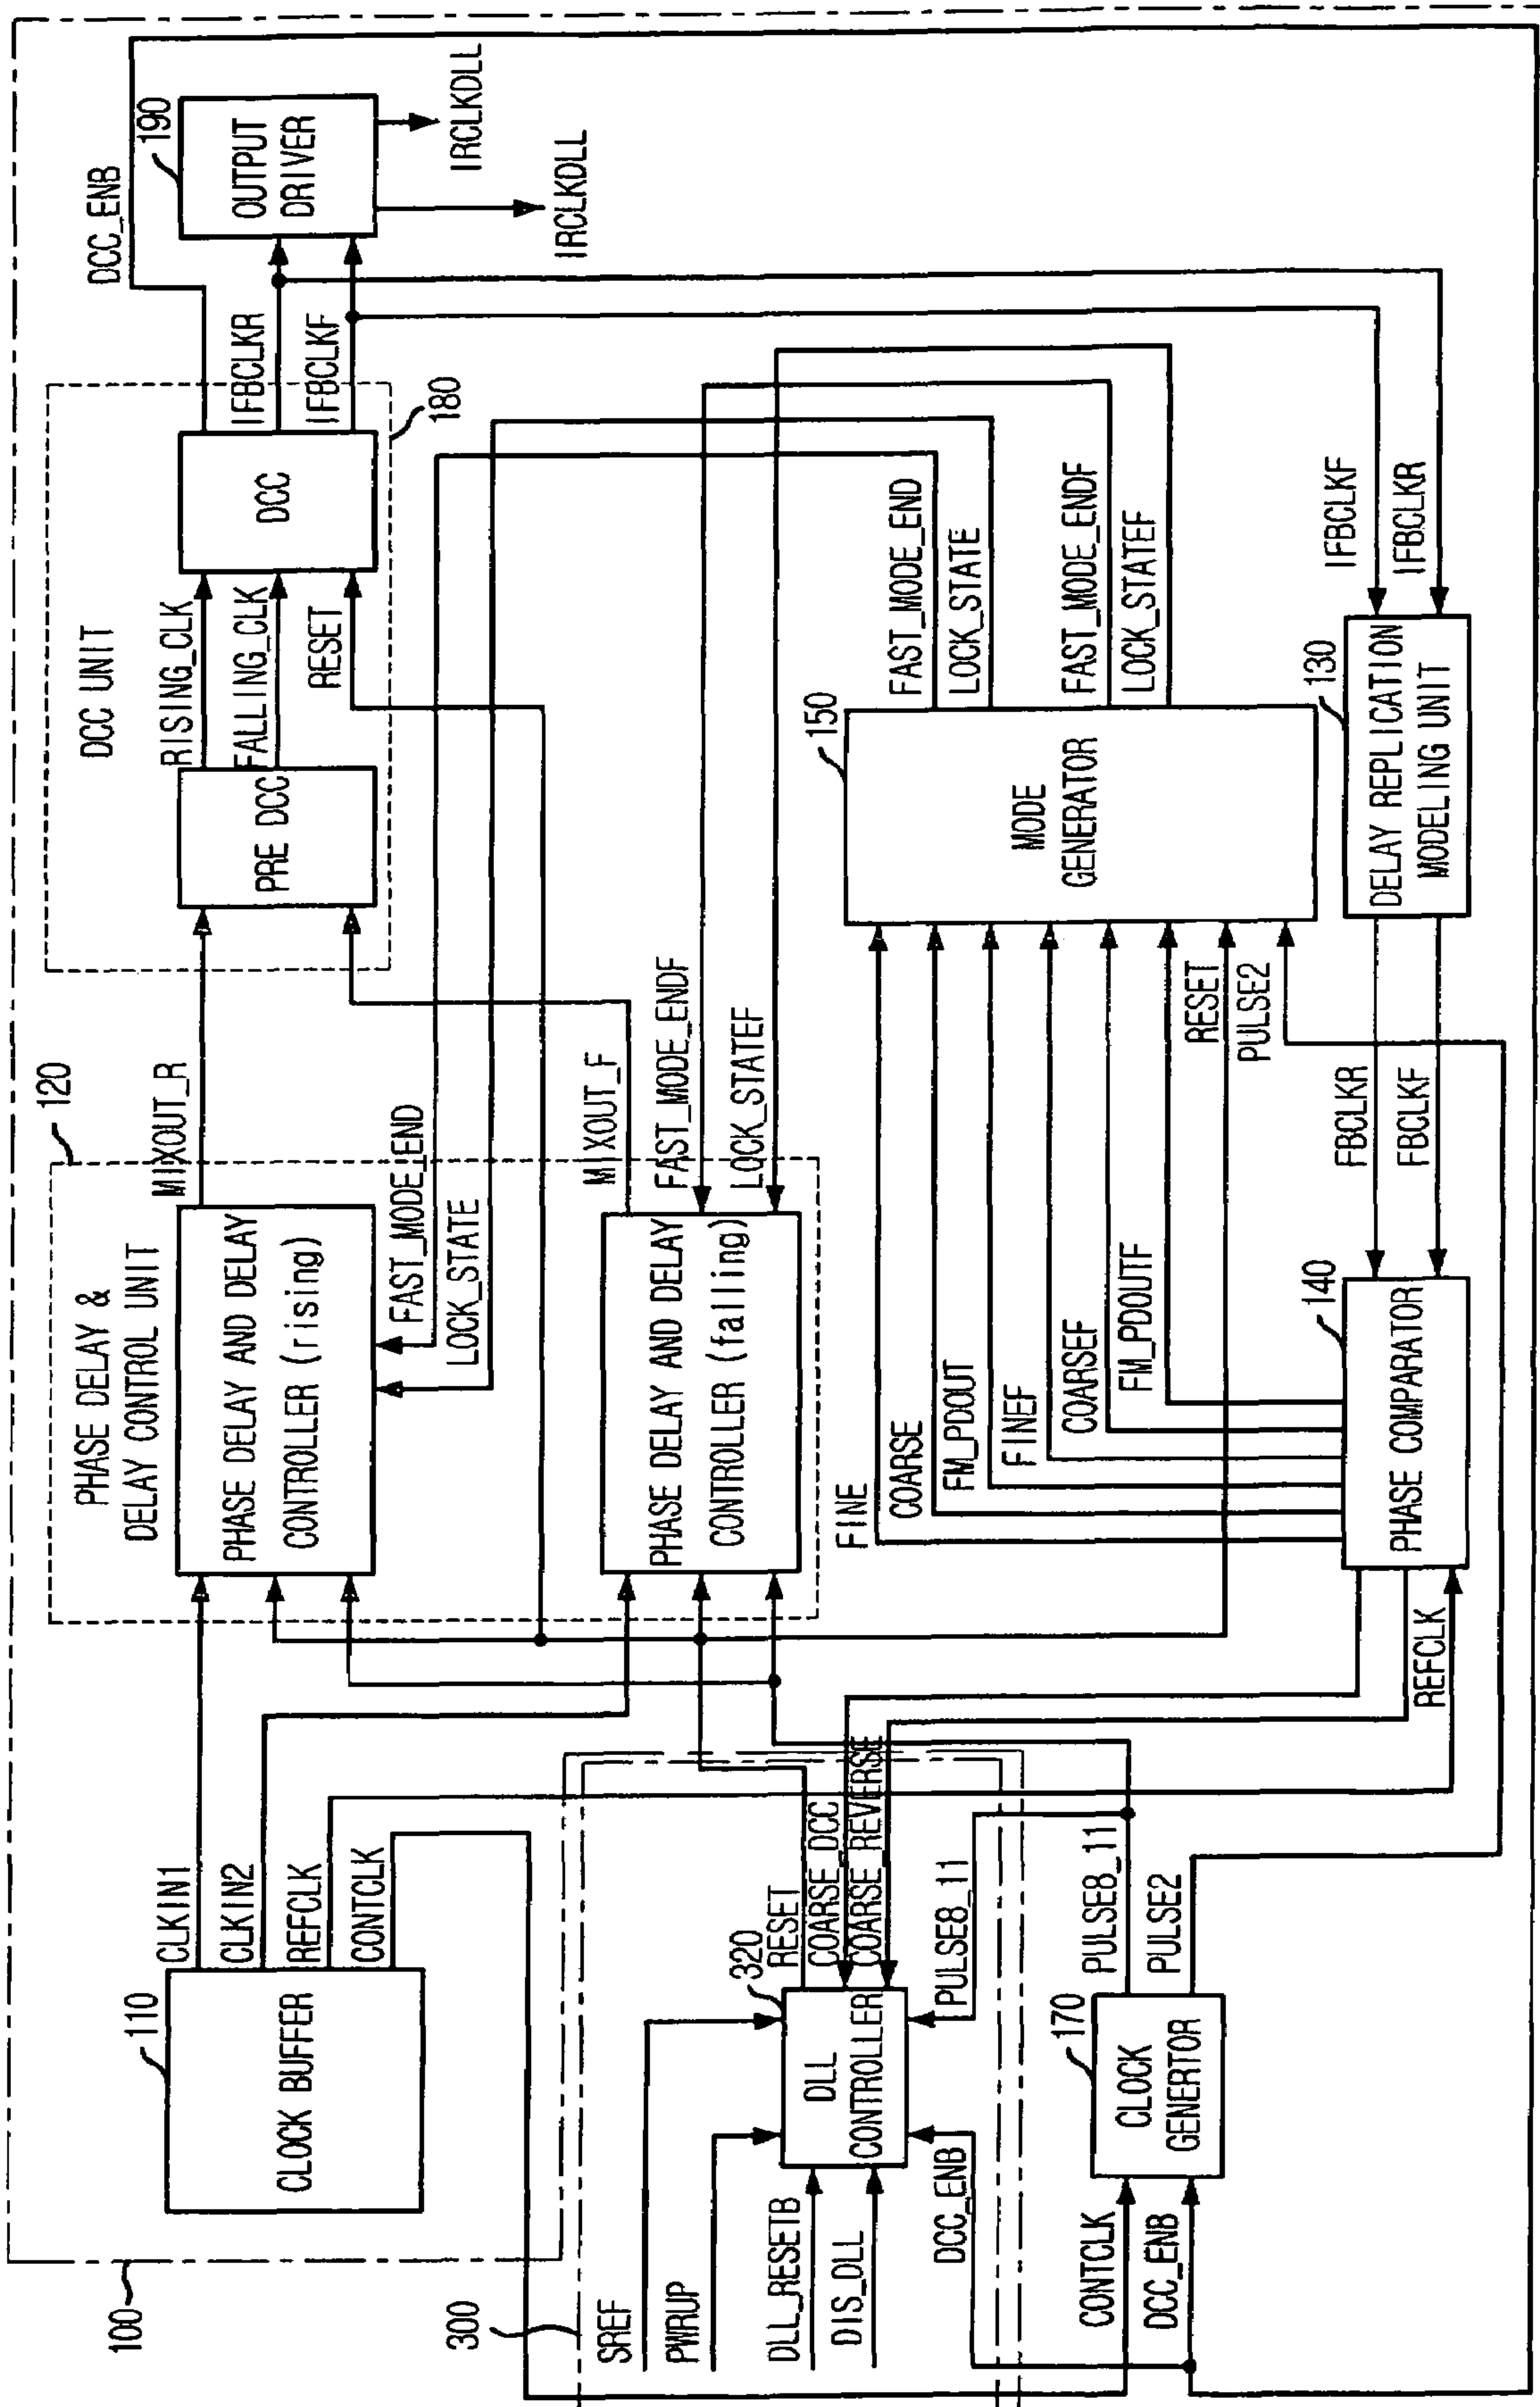 100
300
110
CLOCK BUFFER
CLKIN1
CLKIN2
REFCLK
CONTCLK
PHASE DELAY &
DELAY CONTROL UNIT
120
PHASE DELAY AND DELAY
CONTROLLER (rising)
MIXOUT_R
FAST_MODE_END
LOCK_STATE
PHASE DELAY AND DELAY
CONTROLLER (falling)
MIXOUT_F
FAST_MODE_ENDF
LOCK_STATEF
DCC UNIT
PRE DCC
RISING_CLK
FALLING_CLK
RESET
DCC
180
DCC_ENB
IFBCLKR
IFBCLKF
190
OUTPUT
DRIVER
IRCLKDLL
IRCLKDLL
SREF
PWRUP
DLL_RESETB
DIS_DLL
DCC_ENB
320
DLL
CONTROLLER
RESET
COARSE_DCC
COARSE_REVERSE
PULSE8_11
CONTCLK
DCC_ENB
170
CLOCK
GENERTOR
PULSE8_11
PULSE2
REFCLK
140
PHASE COMPARATOR
FINE
COARSE
FM_PDOUT
FINEF
COARSEF
FM_PDOUTF
RESET
PULSE2
150
MODE
GENERATOR
FAST_MODE_END
LOCK_STATE
FAST_MODE_ENDF
LOCK_STATEF
FBCLKR
FBCLKF
130
DELAY REPLICATION
MODELING UNIT
IFBCLKF
IFBCLKR